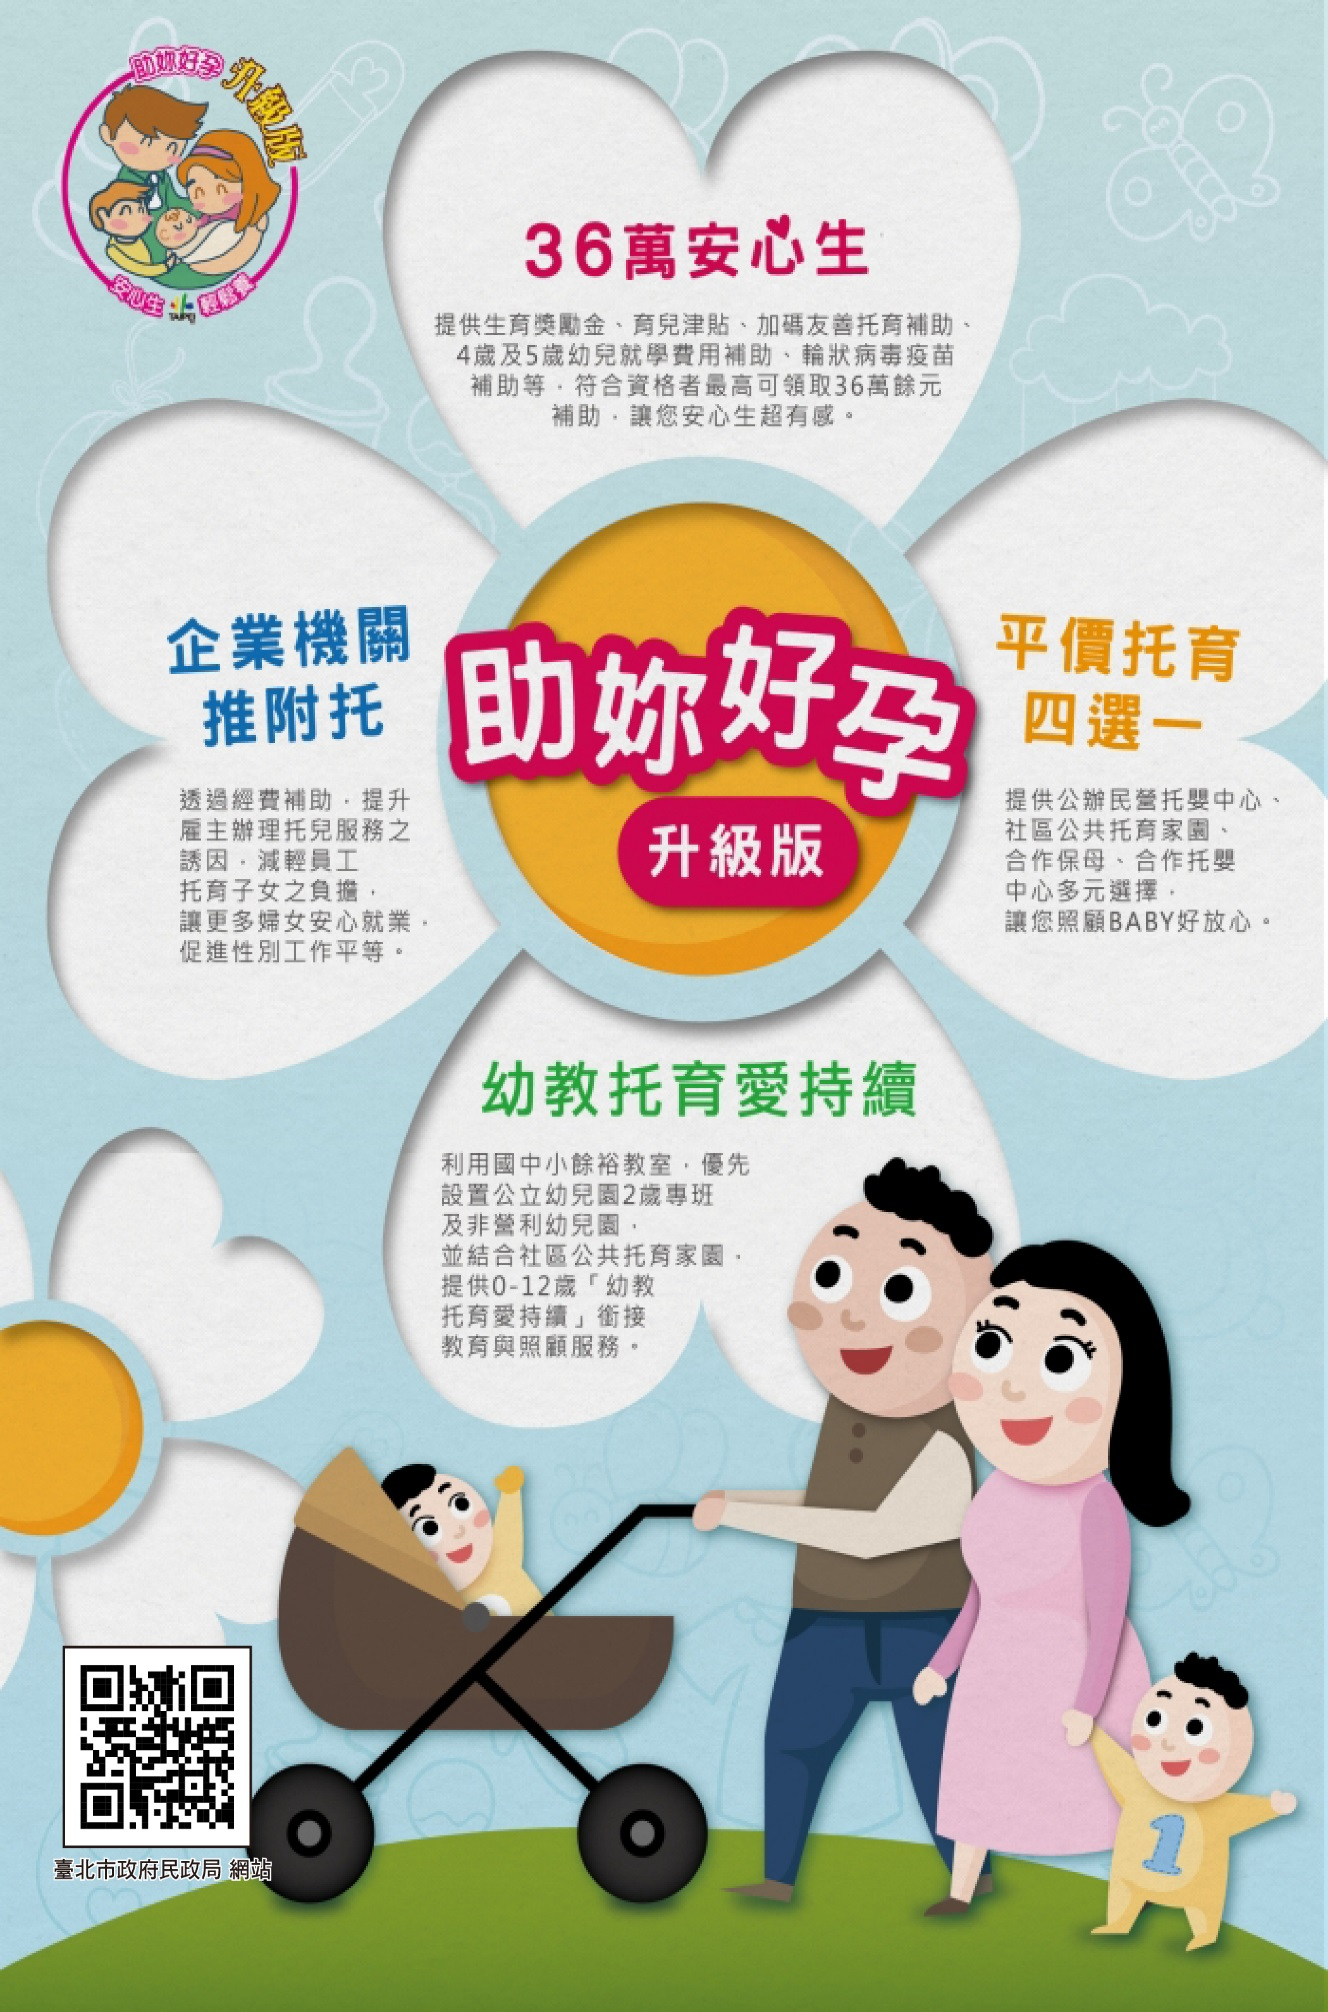 助妳好孕
升級版
安心生
TAIPEI
輕鬆養
36萬安心生
提供生育獎勵金、育兒津貼、加碼友善托育補助、
4歲及5歲幼兒就學費用補助、輪狀病毒疫苗
補助等，符合資格者最高可領取36萬餘元
補助，讓您安心生超有感。
企業機關
推附托
透過經費補助，提升
雇主辦理托兒服務之
誘因，減輕員工
托育子女之負擔，
讓更多婦女安心就業，
促進性別工作平等。
助妳好孕
升級版
平價托育
四選一
提供公辦民營托嬰中心、
社區公共托育家園、
合作保母、合作托嬰
中心多元選擇，
讓您照顧BABY好放心。
幼教托育愛持續
利用國中小餘裕教室，優先
設置公立幼兒園2歲專班
及非營利幼兒園，
並結合社區公共托育家園，
提供0-12歲「幼教
托育愛持續」銜接
教育與照顧服務。
1
臺北市政府民政局 網站